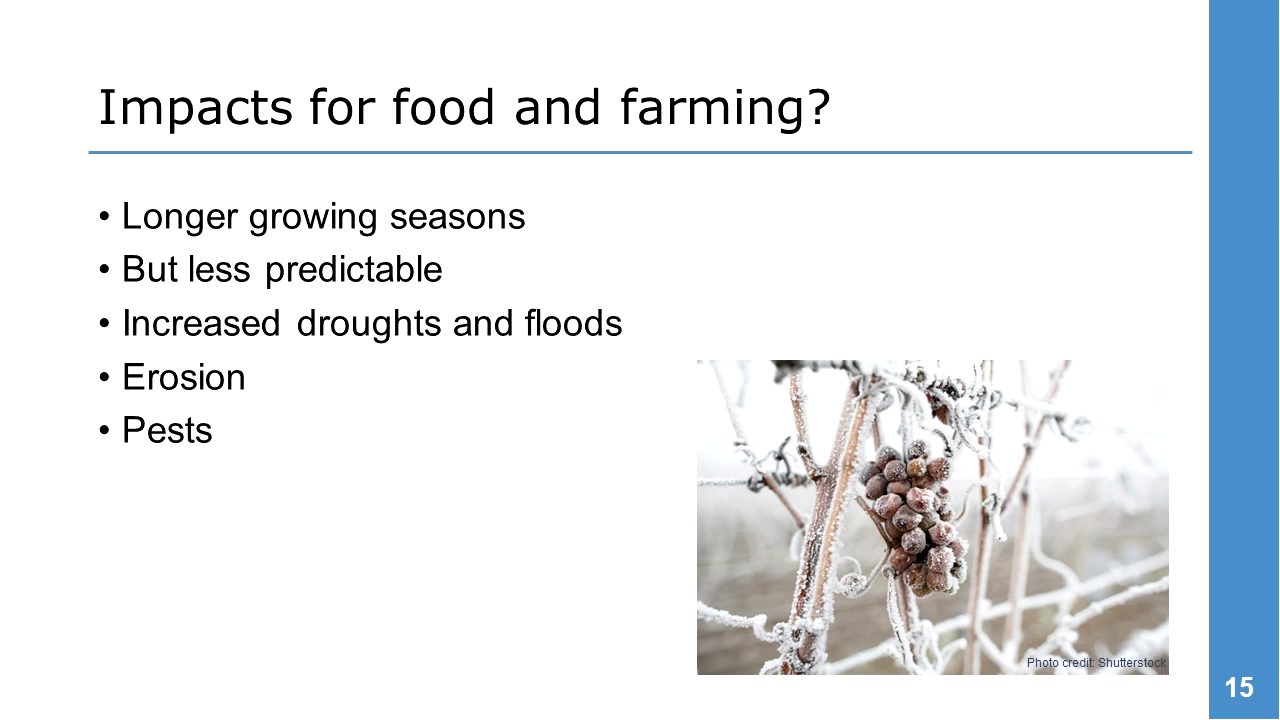 Impacts for food and farming?
• Longer growing seasons
• But less predictable
• Increased droughts and floods
• Erosion
• Pests
Photo credit: Shutterstock
15